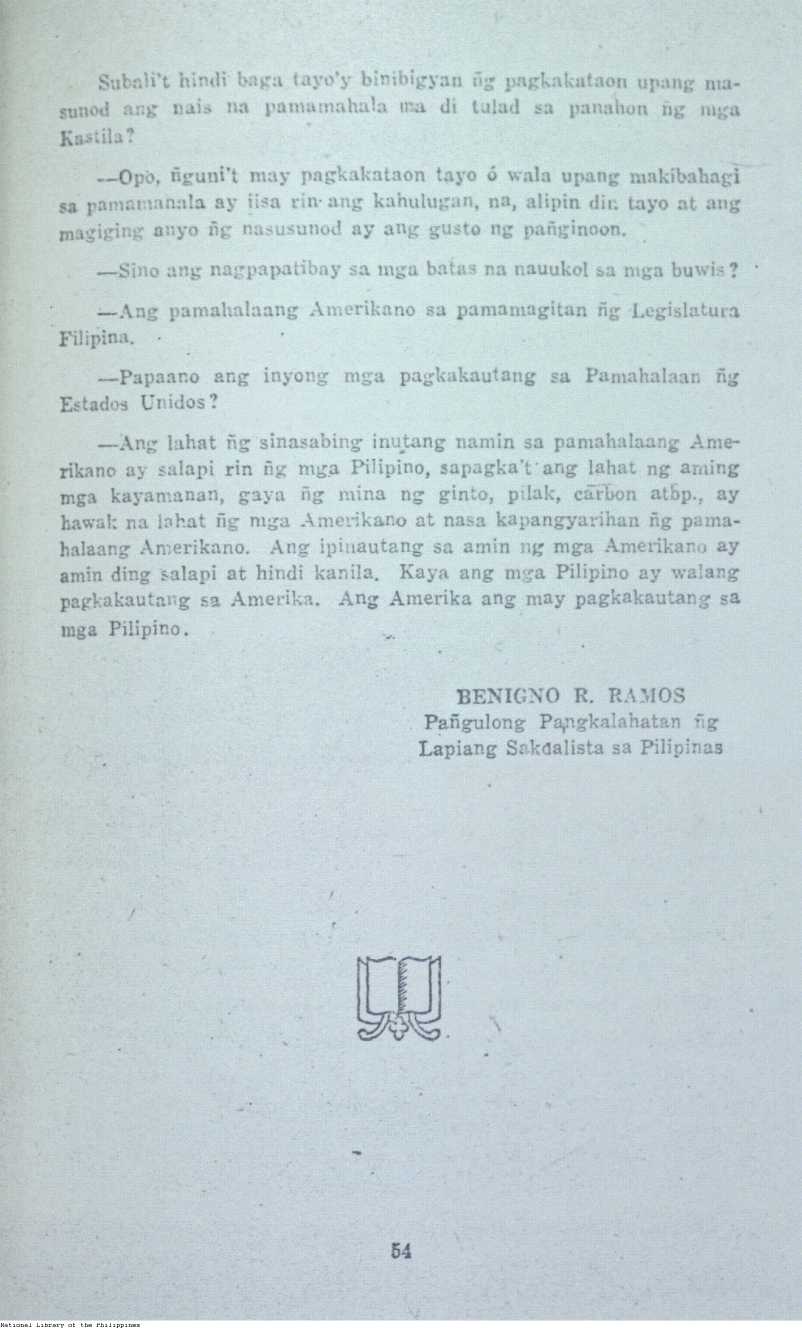 Subali't hindi baga tayo'y binibigyan ñg pagkakataon upang ma-
sunod ang nais na pamamahala na di tulad sa panahon ñg mga
Kastila?
—Opò, ñguni't may pagkakataon tayo ó wala upang makibahagi
sa pamamahala ay iisa rin ang kahulugan, na, alipin din tayo at ang
magiging anyo ñg nasusunod ay ang gusto ng pañginoon.
—Sino ang nagpapatibay sa mga batas na nauukol sa mga buwis?
—Ang pamahalaang Amerikano sa pamamagitan ñg Legislatura
Filipina.
—Papaano ang inyong mga pagkakautang sa Pamahalaan ñg
Estados Unidos?
—Ang lahat ñg sinasabing inutang namin sa pamahalaang Ame-
rikano ay salapi rin ñg mga Pilipino, sapagka't ang lahat ng aming
mga kayamanan, gaya ñg mina ng ginto, pilak, carbon atbp., ay
hawak na lahat ñg mga Amerikano at nasa kapangyarihan ñg pama-
halaang Amerikano. Ang ipinautang sa amin ng mga Amerikano ay
amin ding salapi at hindi kanila. Kaya ang mga Pilipino ay walang
pagkakautang sa Amerika. Ang Amerika ang may pagkakautang sa
mga Pilipino.
BENIGNO R. RAMOS
Pañgulong Pangkalahatan ñg
Lapiang Sakdalista sa Pilipinas
54
National Library of the Philippines